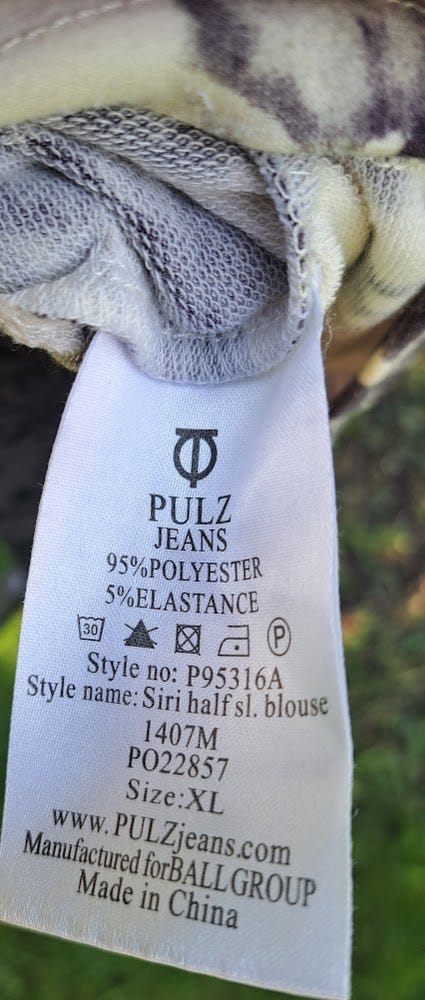 PULZ
JEANS
95%POLYESTER
5%ELASTANCE
30 P
Style no: P95316A
Style name: Siri half sl. blouse
1407M
PO22857
Size:XL
www.PULZjeans.com
Manufactured forBALL GROUP
Made in China